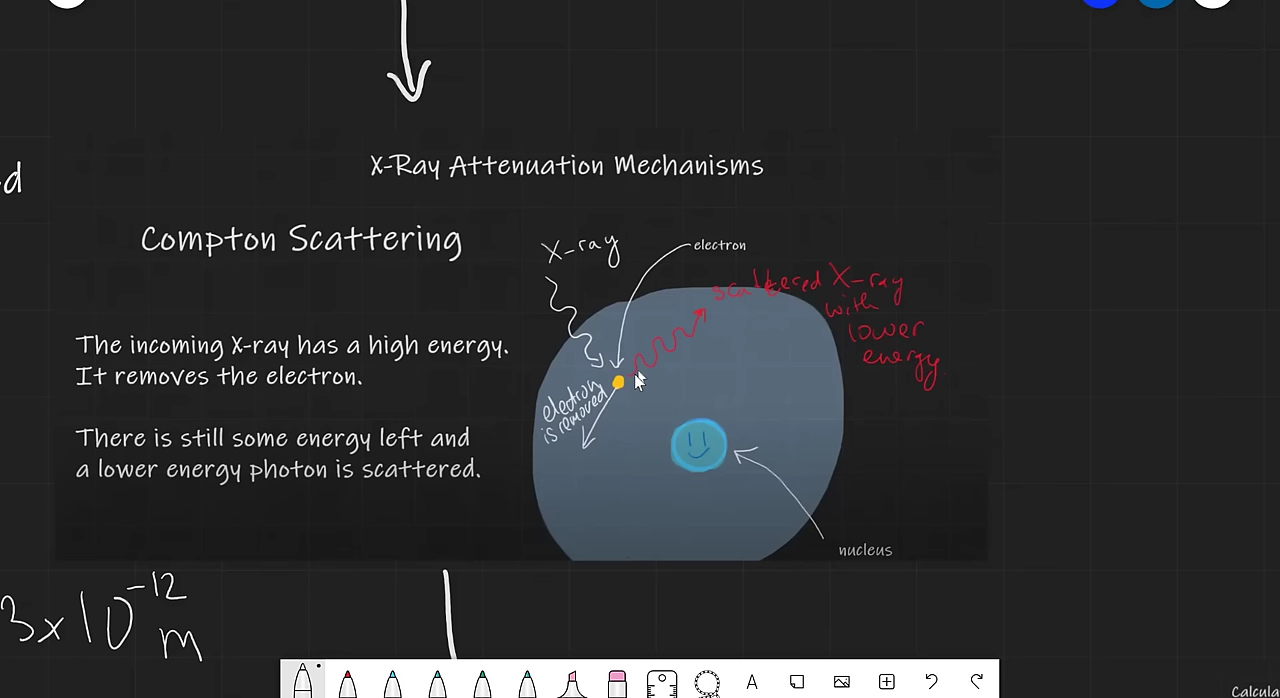 X-Ray Attenuation Mechanisms
d
Compton Scattering
X-ray
electron
scattered X-ray
with
lower
energy.
The incoming X-ray has a high energy.
It removes the electron.
electron
is removed
There is still some energy left and
a lower energy photon is scattered.
nucleus
3x10-12 m
A
Calcula